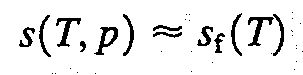 s(T, p) ≈ s_f(T)